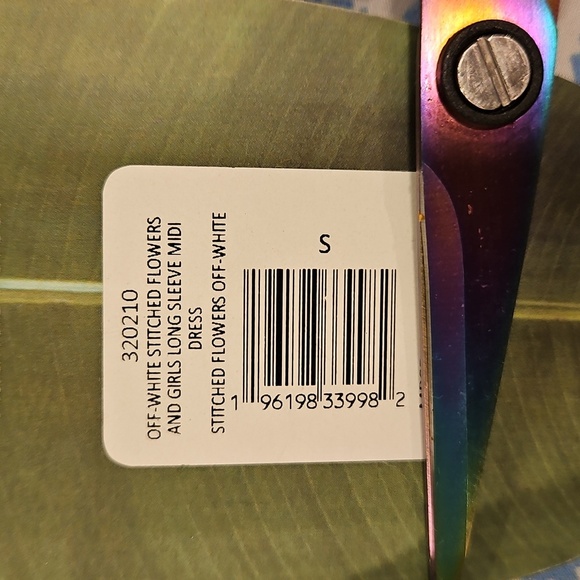 320210
OFF-WHITE STITCHED FLOWERS
AND GIRLS LONG SLEEVE MIDI
DRESS
STITCHED FLOWERS OFF-WHITE
S
1 96198 33998 2